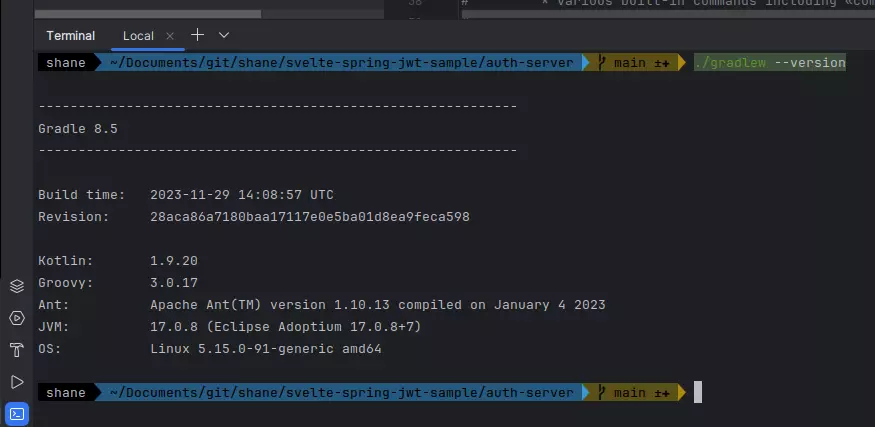 38 # * various built-in commands including «com
Terminal Local
shane ~/Documents/git/shane/svelte-spring-jwt-sample/auth-server main ±✚ ./gradlew --version
------------------------------------------------------------
Gradle 8.5
------------------------------------------------------------
Build time: 2023-11-29 14:08:57 UTC
Revision: 28aca86a7180baa17117e0e5ba01d8ea9feca598
Kotlin: 1.9.20
Groovy: 3.0.17
Ant: Apache Ant(TM) version 1.10.13 compiled on January 4 2023
JVM: 17.0.8 (Eclipse Adoptium 17.0.8+7)
OS: Linux 5.15.0-91-generic amd64
shane ~/Documents/git/shane/svelte-spring-jwt-sample/auth-server main ±✚